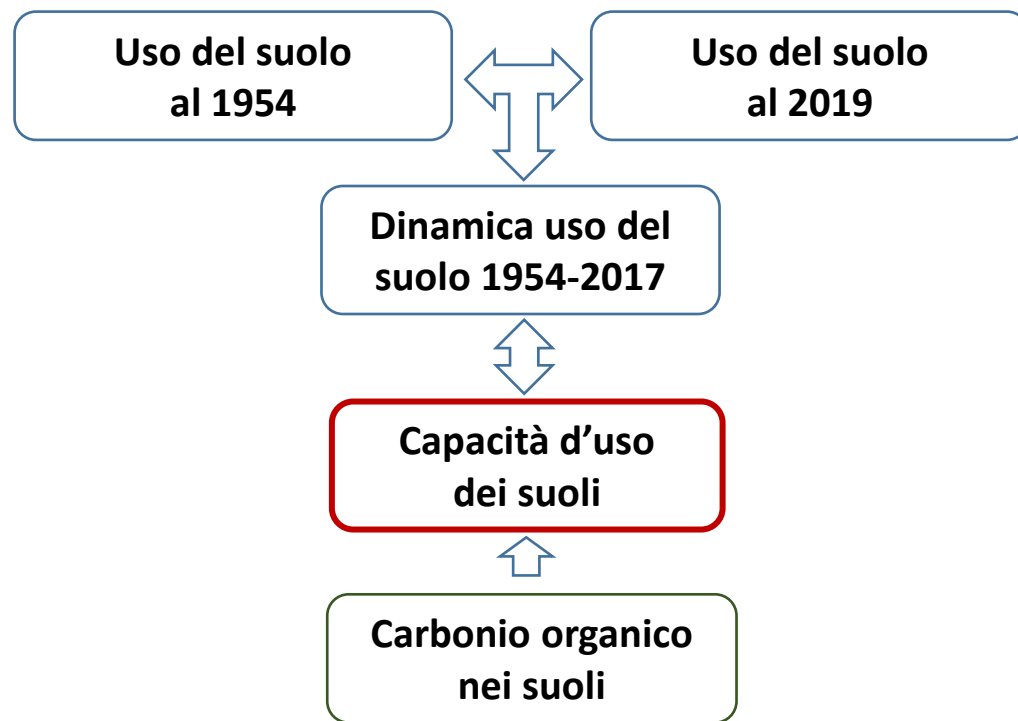 Uso del suolo
al 1954
Uso del suolo
al 2019
Dinamica uso del
suolo 1954-2017
Capacità d’uso
dei suoli
Carbonio organico
nei suoli